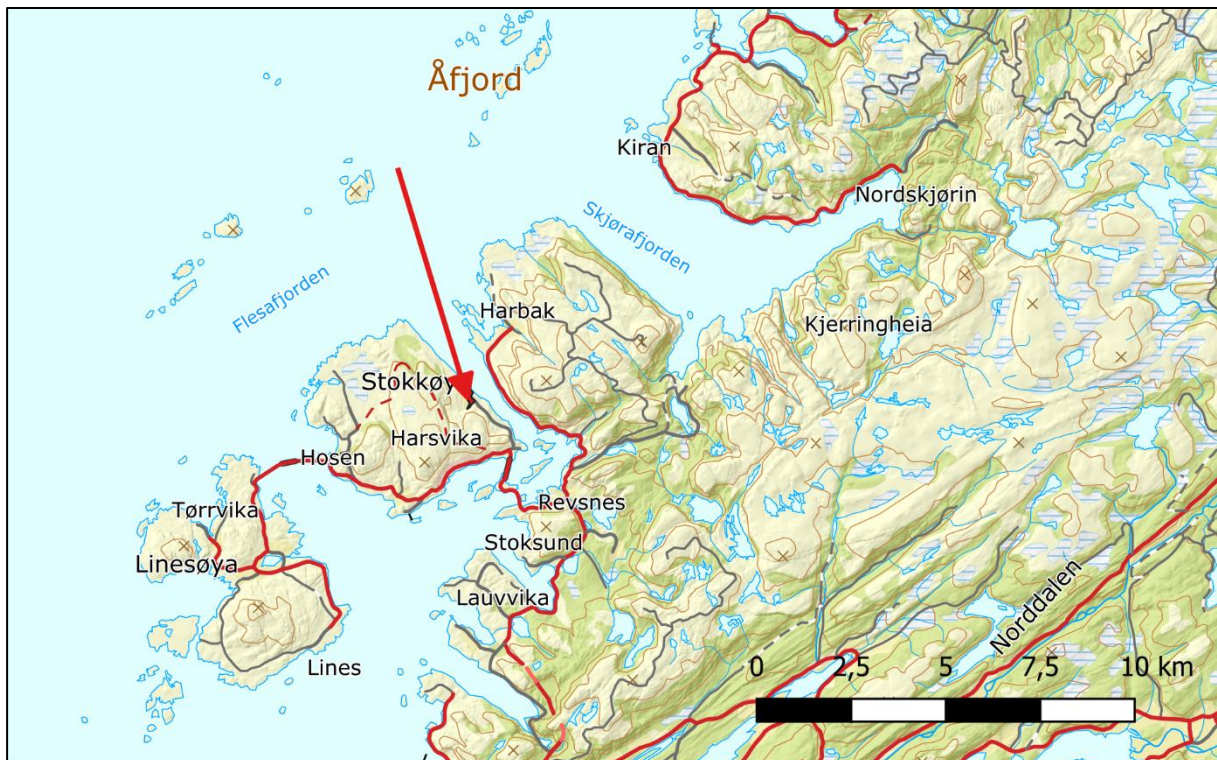 Åfjord
Kiran
Nordskjørin
Skjørafjorden
Flesafjorden
Harbak
Kjerringheia
Stokkøy
Harsvika
Hosen
Revsnes
Tørrvika
Stoksund
Linesøya
Lauvvika
Norddalen
Lines
0 2,5 5 7,5 10 km